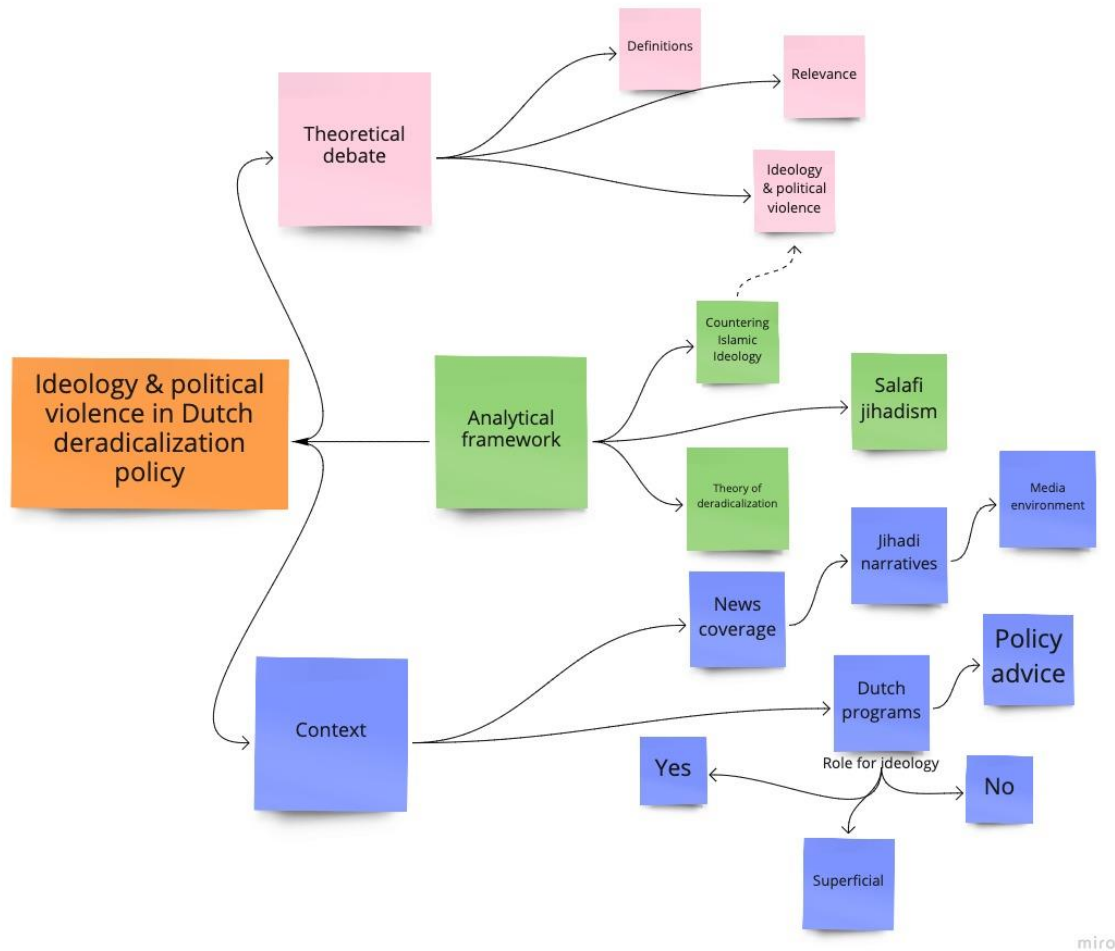 Definitions
Relevance
Theoretical
debate
Ideology
& political
violence
Countering
Islamic
Ideology
Ideology & political
violence in Dutch
deradicalization
policy
Analytical
framework
Salafi
jihadism
Theory of
deradicalization
Media
environment
Jihadi
narratives
News
coverage
Policy
advice
Dutch
programs
Context
Role for ideology
Yes
No
Superficial
miro